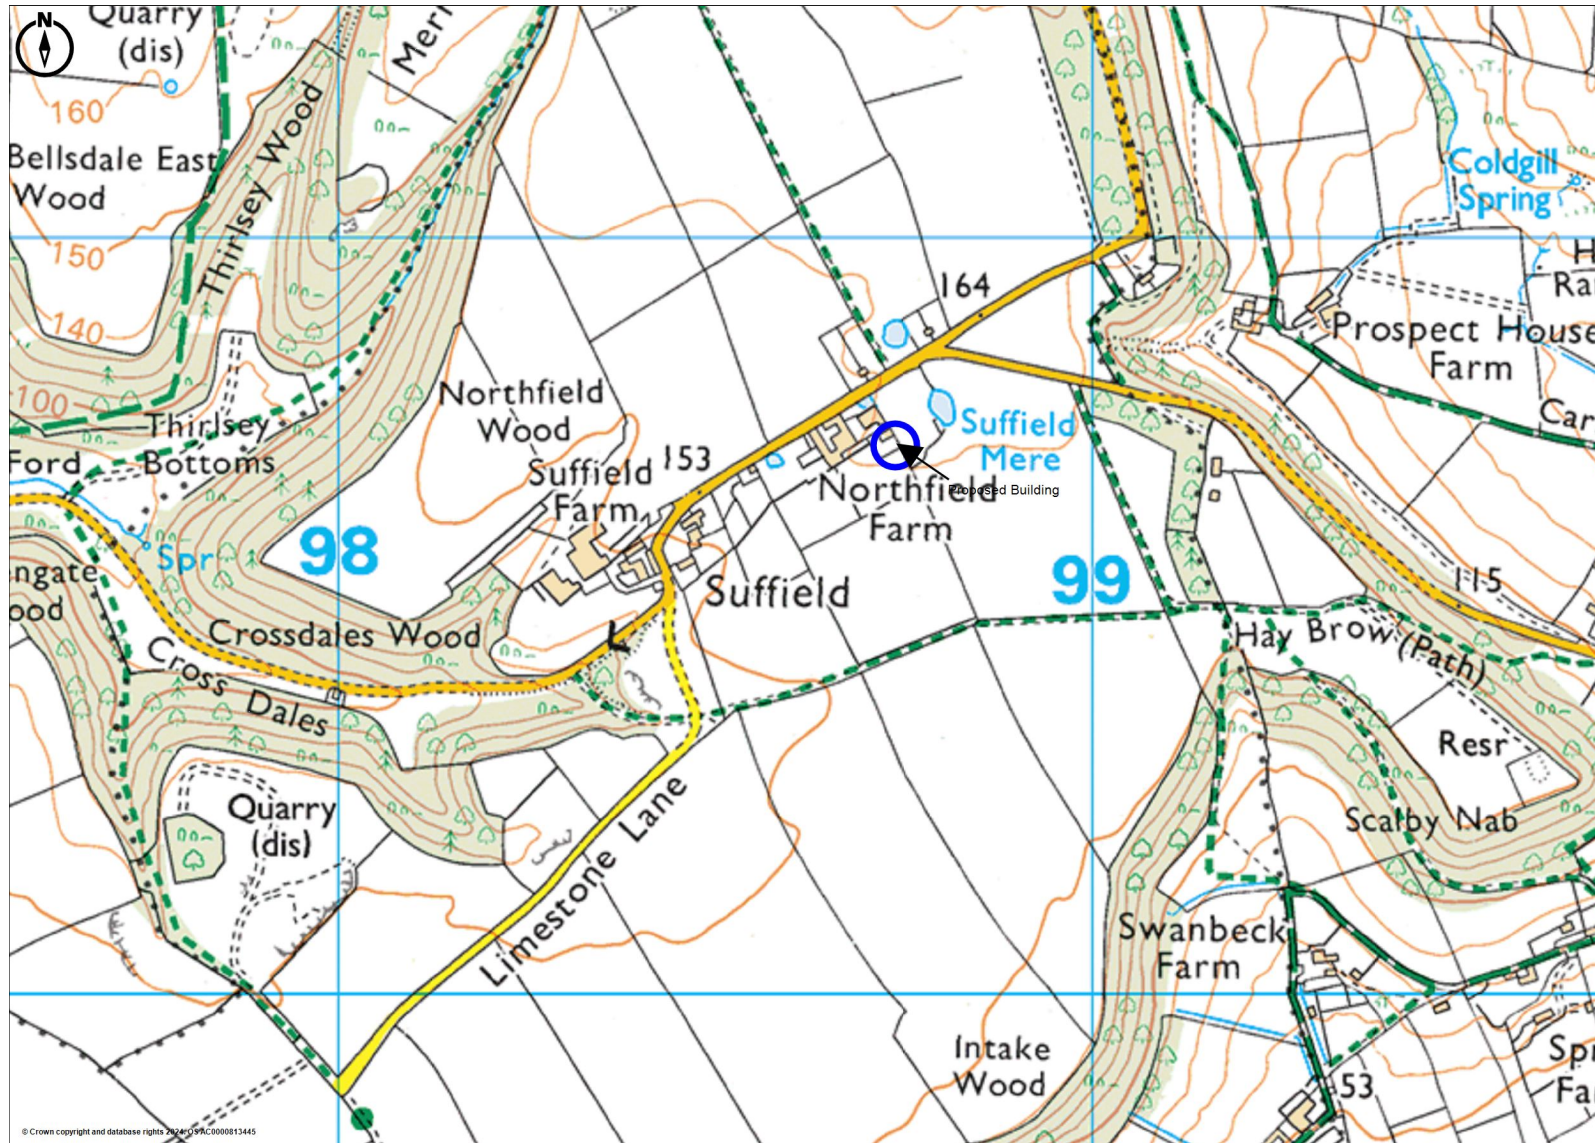 N
Quarry
(dis)
160
Bellsdale East
Wood
150
140
100
Thirlsey Wood
Coldgill
Spring
164
Prospect House
Farm
Northfield
Wood
Thirlsey
Bottoms
Ford
Suffield
Mere
153
Suffield
Farm
Proposed Building
Northfield
Farm
98
Spr
99
Suffield
115
Crossdales Wood
Hay Brow (Path)
Cross Dales
Resr
Quarry
(dis)
Scalby Nab
Limestone Lane
Swanbeck
Farm
Intake
Wood
53
© Crown copyright and database rights 2024. OS AC0000813445